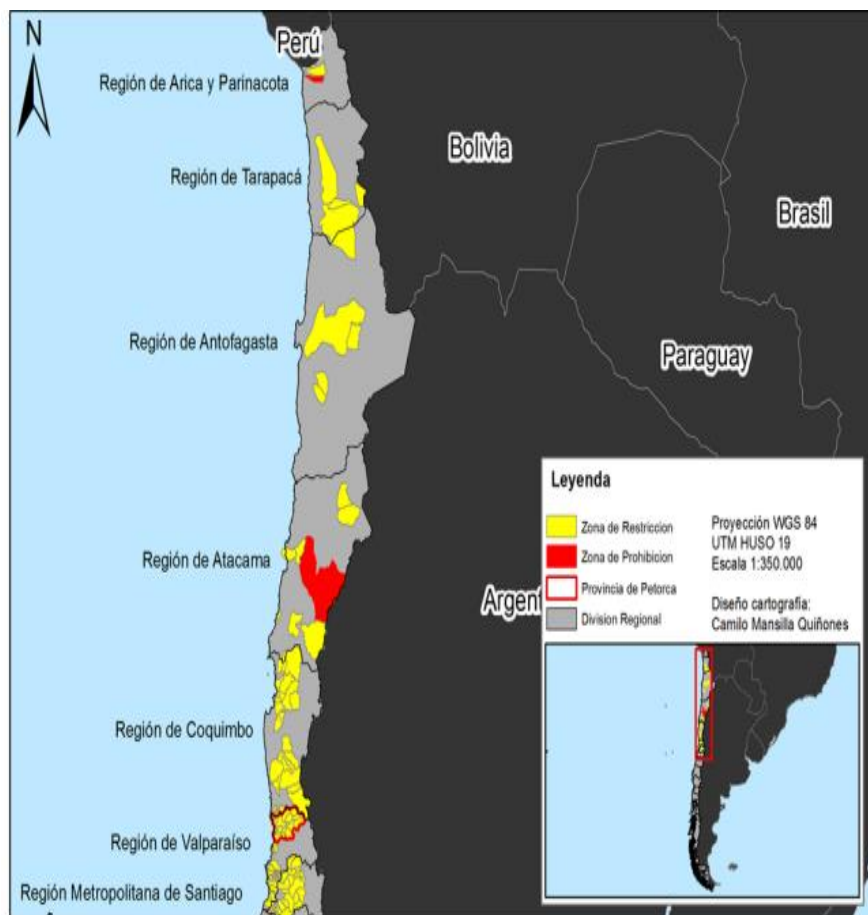 N
Perú
Región de Arica y Parinacota
Bolivia
Región de Tarapacá
Brasil
Región de Antofagasta
Paraguay
Leyenda
Zona de Restriccion
Zona de Prohibicion
Provincia de Petorca
Division Regional
Proyección WGS 84
UTM HUSO 19
Escala 1:350.000
Diseño cartografía:
Camilo Mansilla Quiñones
Región de Atacama
Argent
Región de Coquimbo
Región de Valparaíso
Región Metropolitana de Santiago